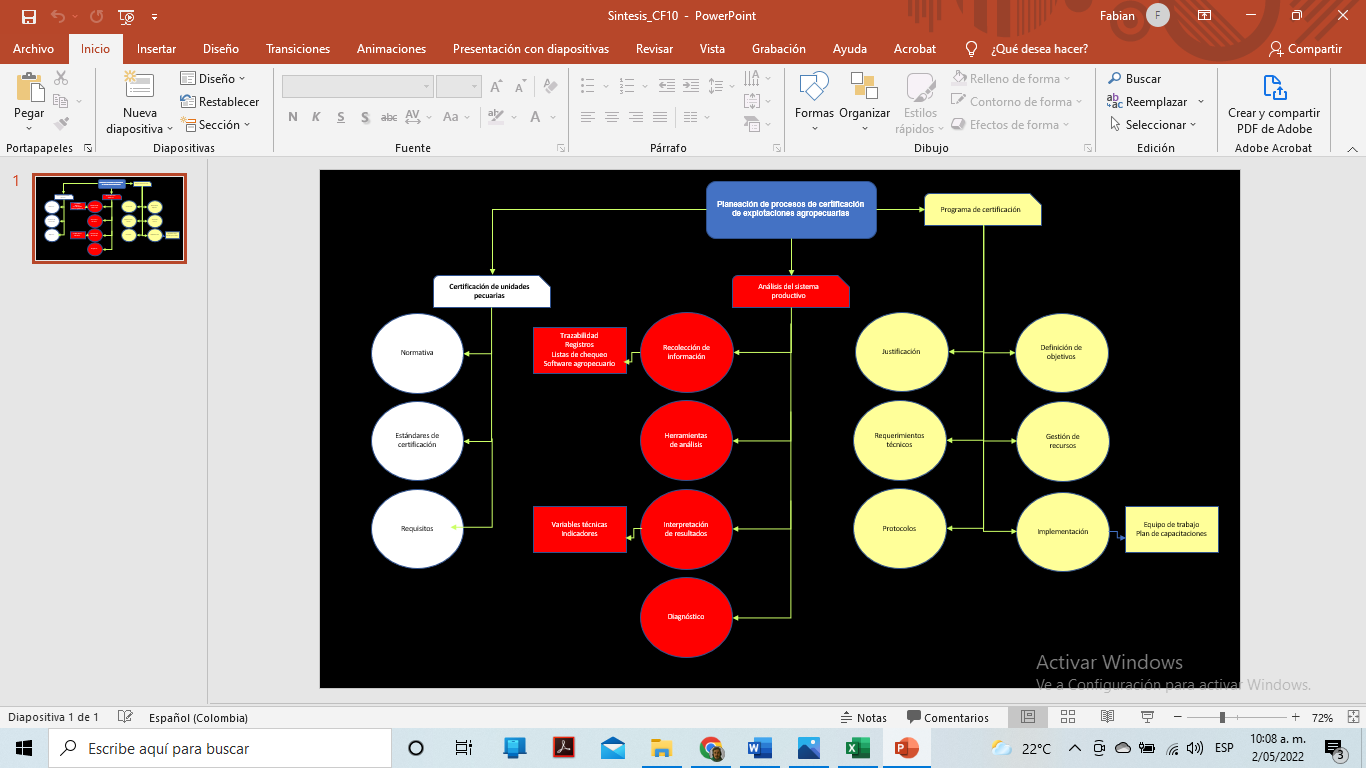 Sintesis_CF10 - PowerPoint
Fabian
F
Archivo
Inicio
Insertar
Diseño
Transiciones
Animaciones
Presentación con diapositivas
Revisar
Vista
Grabación
Ayuda
Acrobat
¿Qué desea hacer?
Compartir
Pegar
Portapapeles
Nueva
diapositiva
Diseño
Restablecer
Sección
Diapositivas
N K S S abc AV Aa A
Fuente
Párrafo
Formas
Organizar
Estilos
rápidos
Relleno de forma
Contorno de forma
Efectos de forma
Dibujo
Buscar
Reemplazar
Seleccionar
Edición
Crear y compartir
PDF de Adobe
Adobe Acrobat
1
Planeación de procesos de certificación
de explotaciones agropecuarias
Programa de certificación
Certificación de unidades
pecuarias
Análisis del sistema
productivo
Normativa
Estándares de
certificación
Requisitos
Trazabilidad
Registros
Listas de chequeo
Software agropecuario
Recolección de
información
Herramientas
de análisis
Variables técnicas
Indicadores
Interpretación
de resultados
Diagnóstico
Justificación
Definición de
objetivos
Requerimientos
técnicos
Gestión de
recursos
Protocolos
Implementación
Equipo de trabajo
Plan de capacitaciones
Activar Windows
Ve a Configuración para activar Windows.
Diapositiva 1 de 1
Español (Colombia)
Notas
Comentarios
72%
Escribe aquí para buscar
22°C
ESP
10:08 a. m.
2/05/2022
3